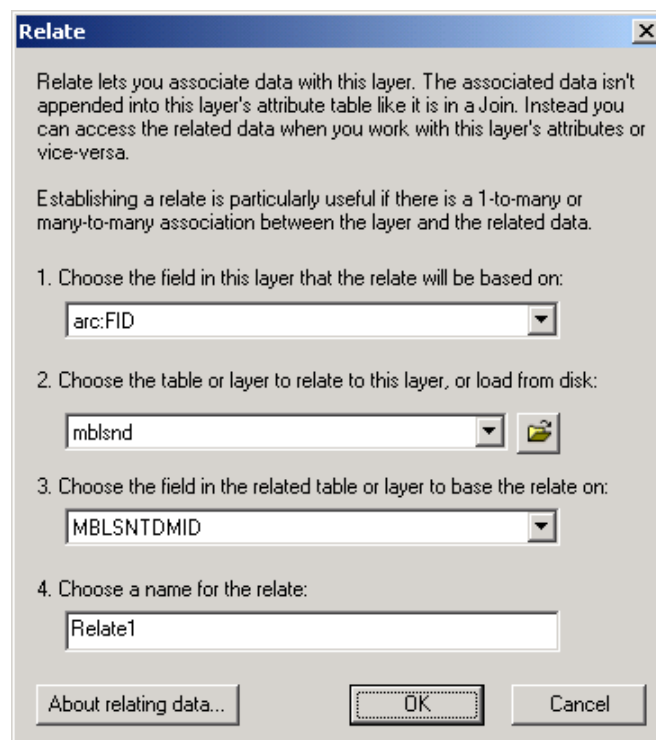 Relate
Relate lets you associate data with this layer. The associated data isn't
appended into this layer's attribute table like it is in a Join. Instead you
can access the related data when you work with this layer's attributes or
vice-versa.
Establishing a relate is particularly useful if there is a 1-to-many or
many-to-many association between the layer and the related data.
1. Choose the field in this layer that the relate will be based on:
arc:FID
2. Choose the table or layer to relate to this layer, or load from disk:
mblsnd
3. Choose the field in the related table or layer to base the relate on:
MBLSNTDMID
4. Choose a name for the relate:
Relate1
About relating data... OK Cancel